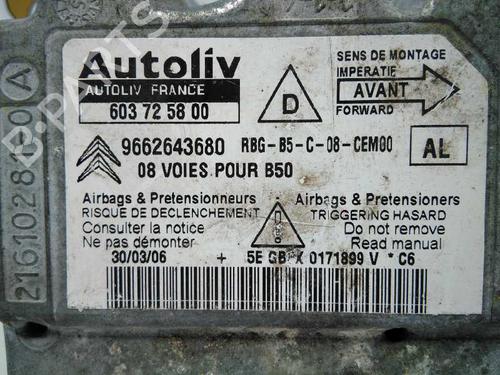 Autoliv
AUTOLIV FRANCE
603 72 58 00
D
SENS DE MONTAGE
IMPERATIF
AVANT
FORWARD
9662643680 RBG-B5-C-08-CEM00
08 VOIES POUR B50
AL
Airbags & Pretensionneurs
RISQUE DE DECLENCHEMENT
Consulter la notice
Ne pas démonter
Airbags & Pretensioners
TRIGGERING HASARD
Do not remove
Read manual
30/03/06 + 5E GB X 0171899 V * C6
B-PARTS